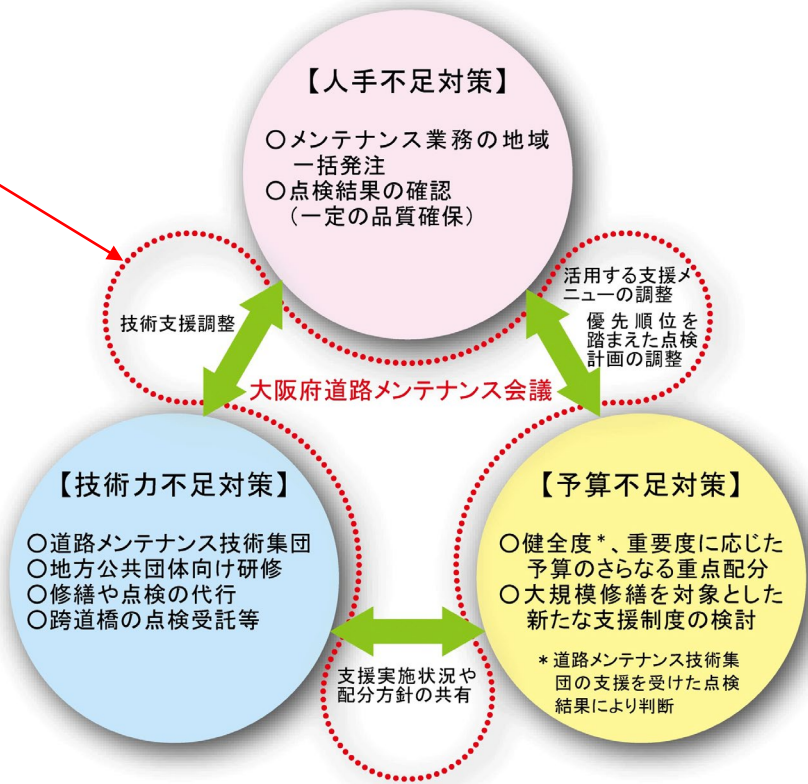 【人手不足対策】
○メンテナンス業務の地域
一括発注
○点検結果の確認
（一定の品質確保）
技術支援調整
活用する支援メ
ニューの調整
優先順位を
踏まえた点検
計画の調整
大阪府道路メンテナンス会議
【技術力不足対策】
○道路メンテナンス技術集団
○地方公共団体向け研修
○修繕や点検の代行
○跨道橋の点検受託等
【予算不足対策】
○健全度*、重要度に応じた
予算のさらなる重点配分
○大規模修繕を対象とした
新たな支援制度の検討
*道路メンテナンス技術集
団の支援を受けた点検
結果により判断
支援実施状況や
配分方針の共有